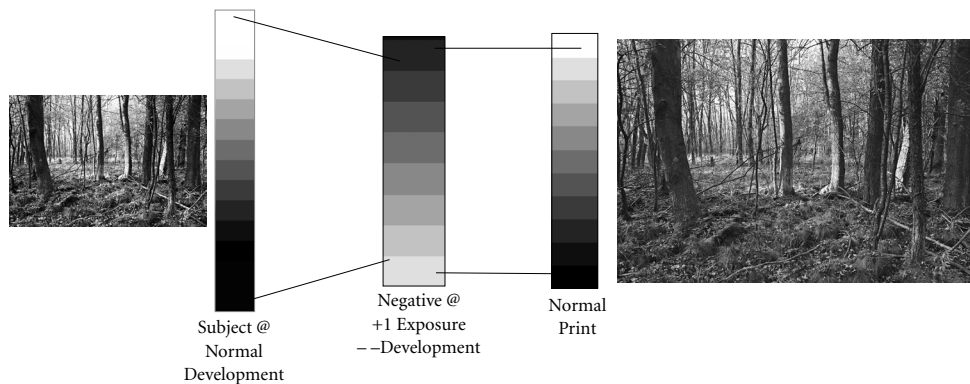 Subject @
Normal
Development
Negative @
+1 Exposure
– –Development
Normal
Print